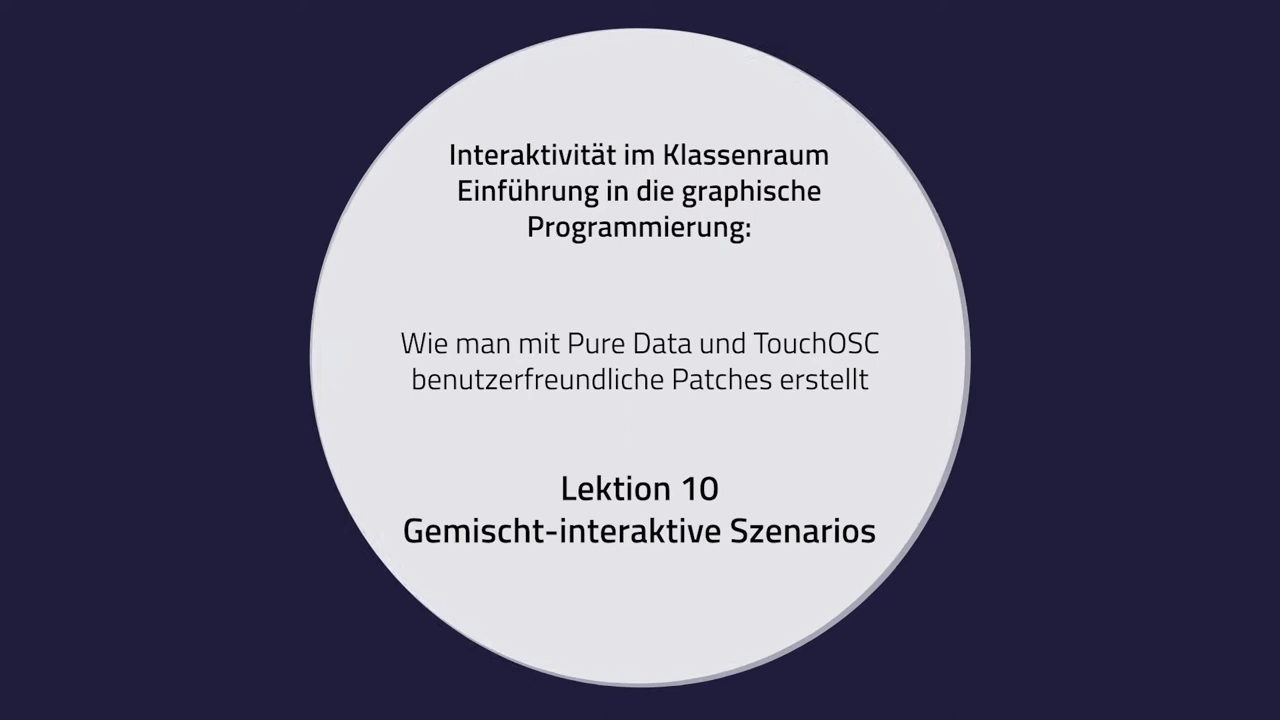 Interaktivität im Klassenraum
Einführung in die graphische
Programmierung:
Wie man mit Pure Data und TouchOSC
benutzerfreundliche Patches erstellt
Lektion 10
Gemischt-interaktive Szenarios